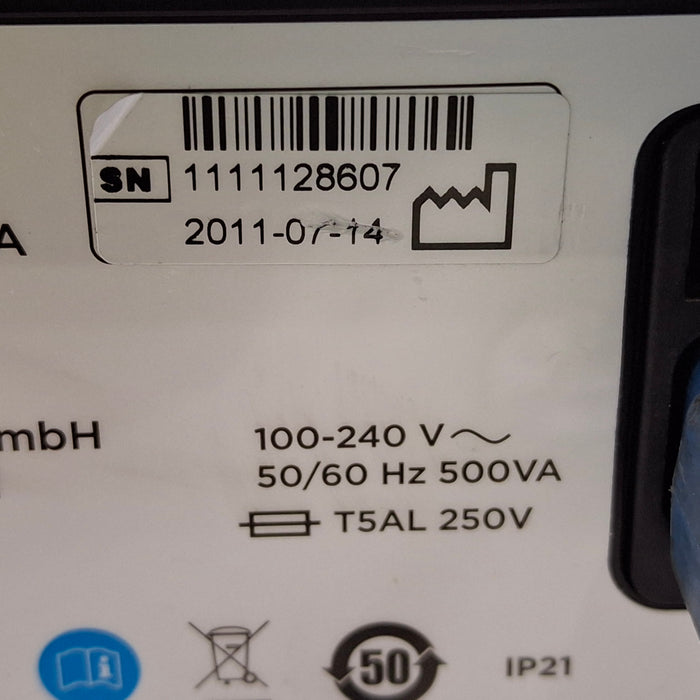 SN 1111128607
2011-07-14
A
mbH
100-240 V
50/60 Hz 500VA
T5AL 250V
50
IP21